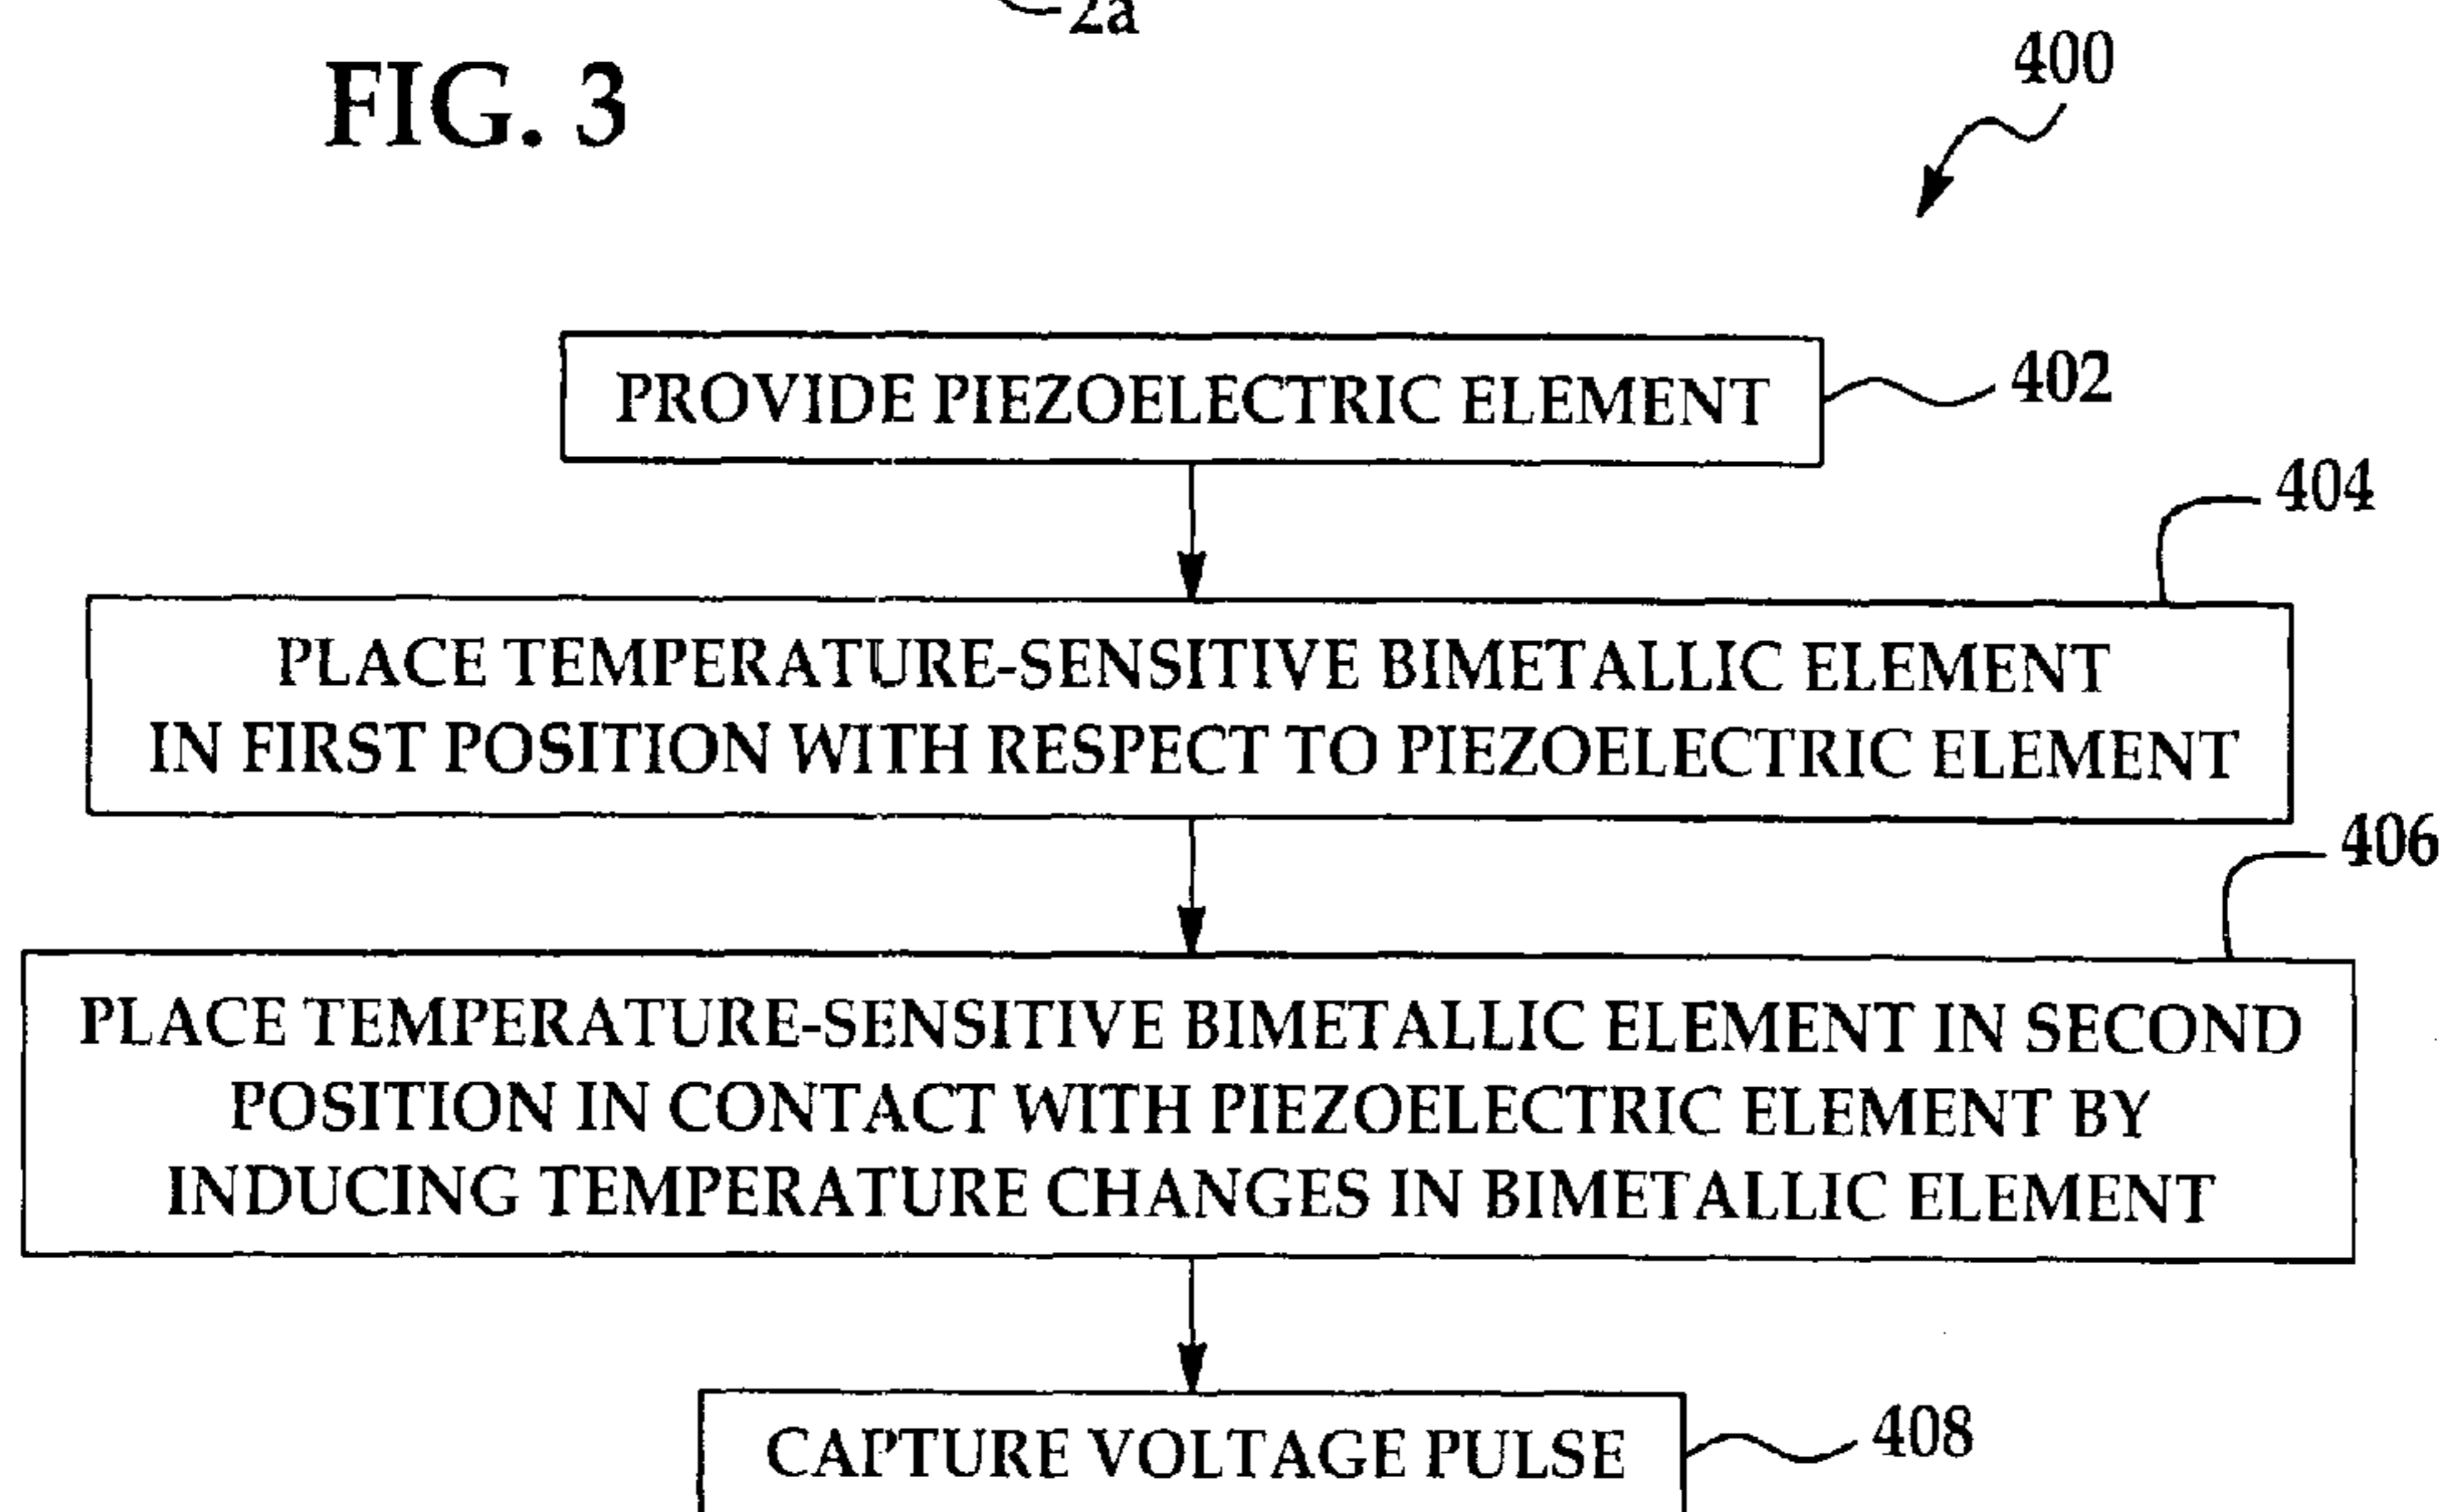 2a
FIG. 3
400
PROVIDE PIEZOELECTRIC ELEMENT
402
404
PLACE TEMPERATURE-SENSITIVE BIMETALLIC ELEMENT
IN FIRST POSITION WITH RESPECT TO PIEZOELECTRIC ELEMENT
406
PLACE TEMPERATURE-SENSITIVE BIMETALLIC ELEMENT IN SECOND
POSITION IN CONTACT WITH PIEZOELECTRIC ELEMENT BY
INDUCING TEMPERATURE CHANGES IN BIMETALLIC ELEMENT
CAPTURE VOLTAGE PULSE
408